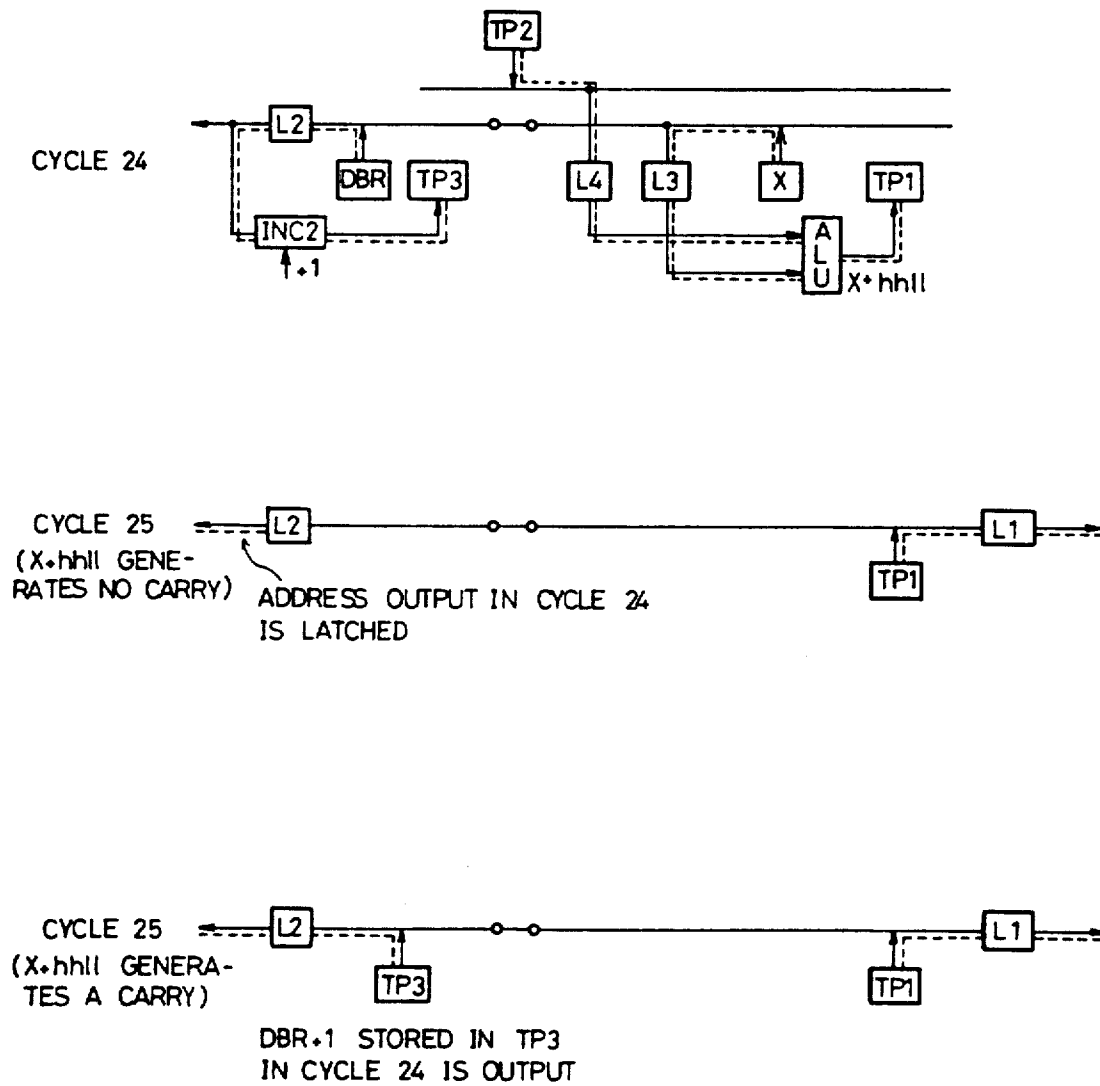 TP2
L2
CYCLE 24
DBR
TP3
L4
L3
X
TP1
INC2
+1
A
L
U
X+hhll
CYCLE 25
L2
L1
(X+hhll GENE-
RATES NO CARRY)
TP1
ADDRESS OUTPUT IN CYCLE 24
IS LATCHED
CYCLE 25
L2
L1
(X+hhll GENERA-
TES A CARRY)
TP3
TP1
DBR+1 STORED IN TP3
IN CYCLE 24 IS OUTPUT